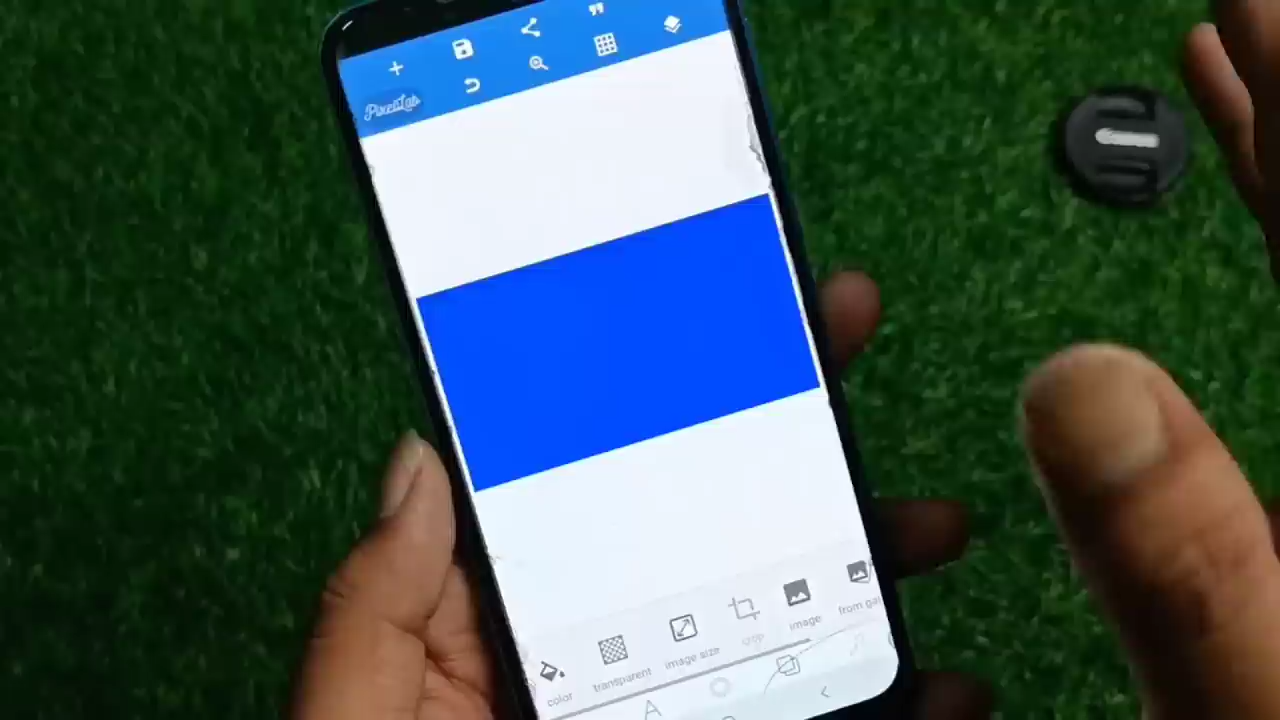 PixelLab
color
transparent
image size
crop
image
from gal